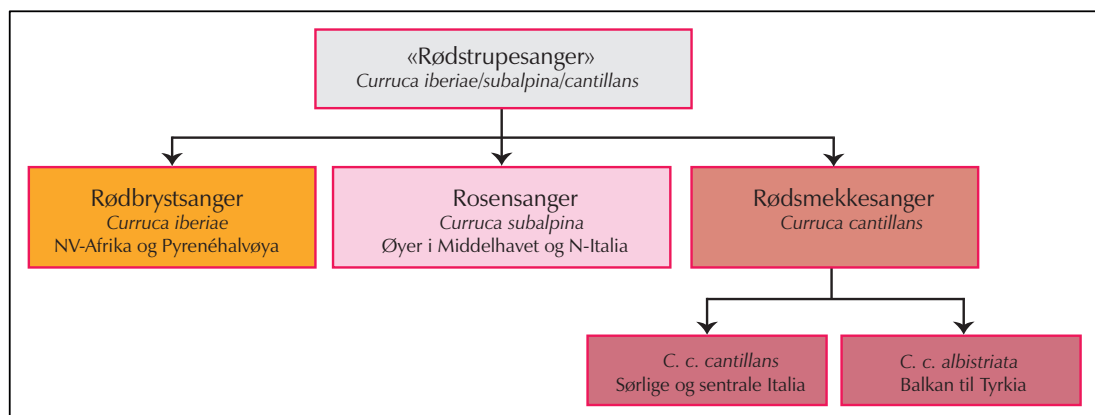 «Rødstrupesanger»
Curruca iberiae/subalpina/cantillans
Rødbrystsanger
Curruca iberiae
NV-Afrika og Pyrenéhalvøya
Rosensanger
Curruca subalpina
Øyer i Middelhavet og N-Italia
Rødsmekkesanger
Curruca cantillans
C. c. cantillans
Sørlige og sentrale Italia
C. c. albistriata
Balkan til Tyrkia